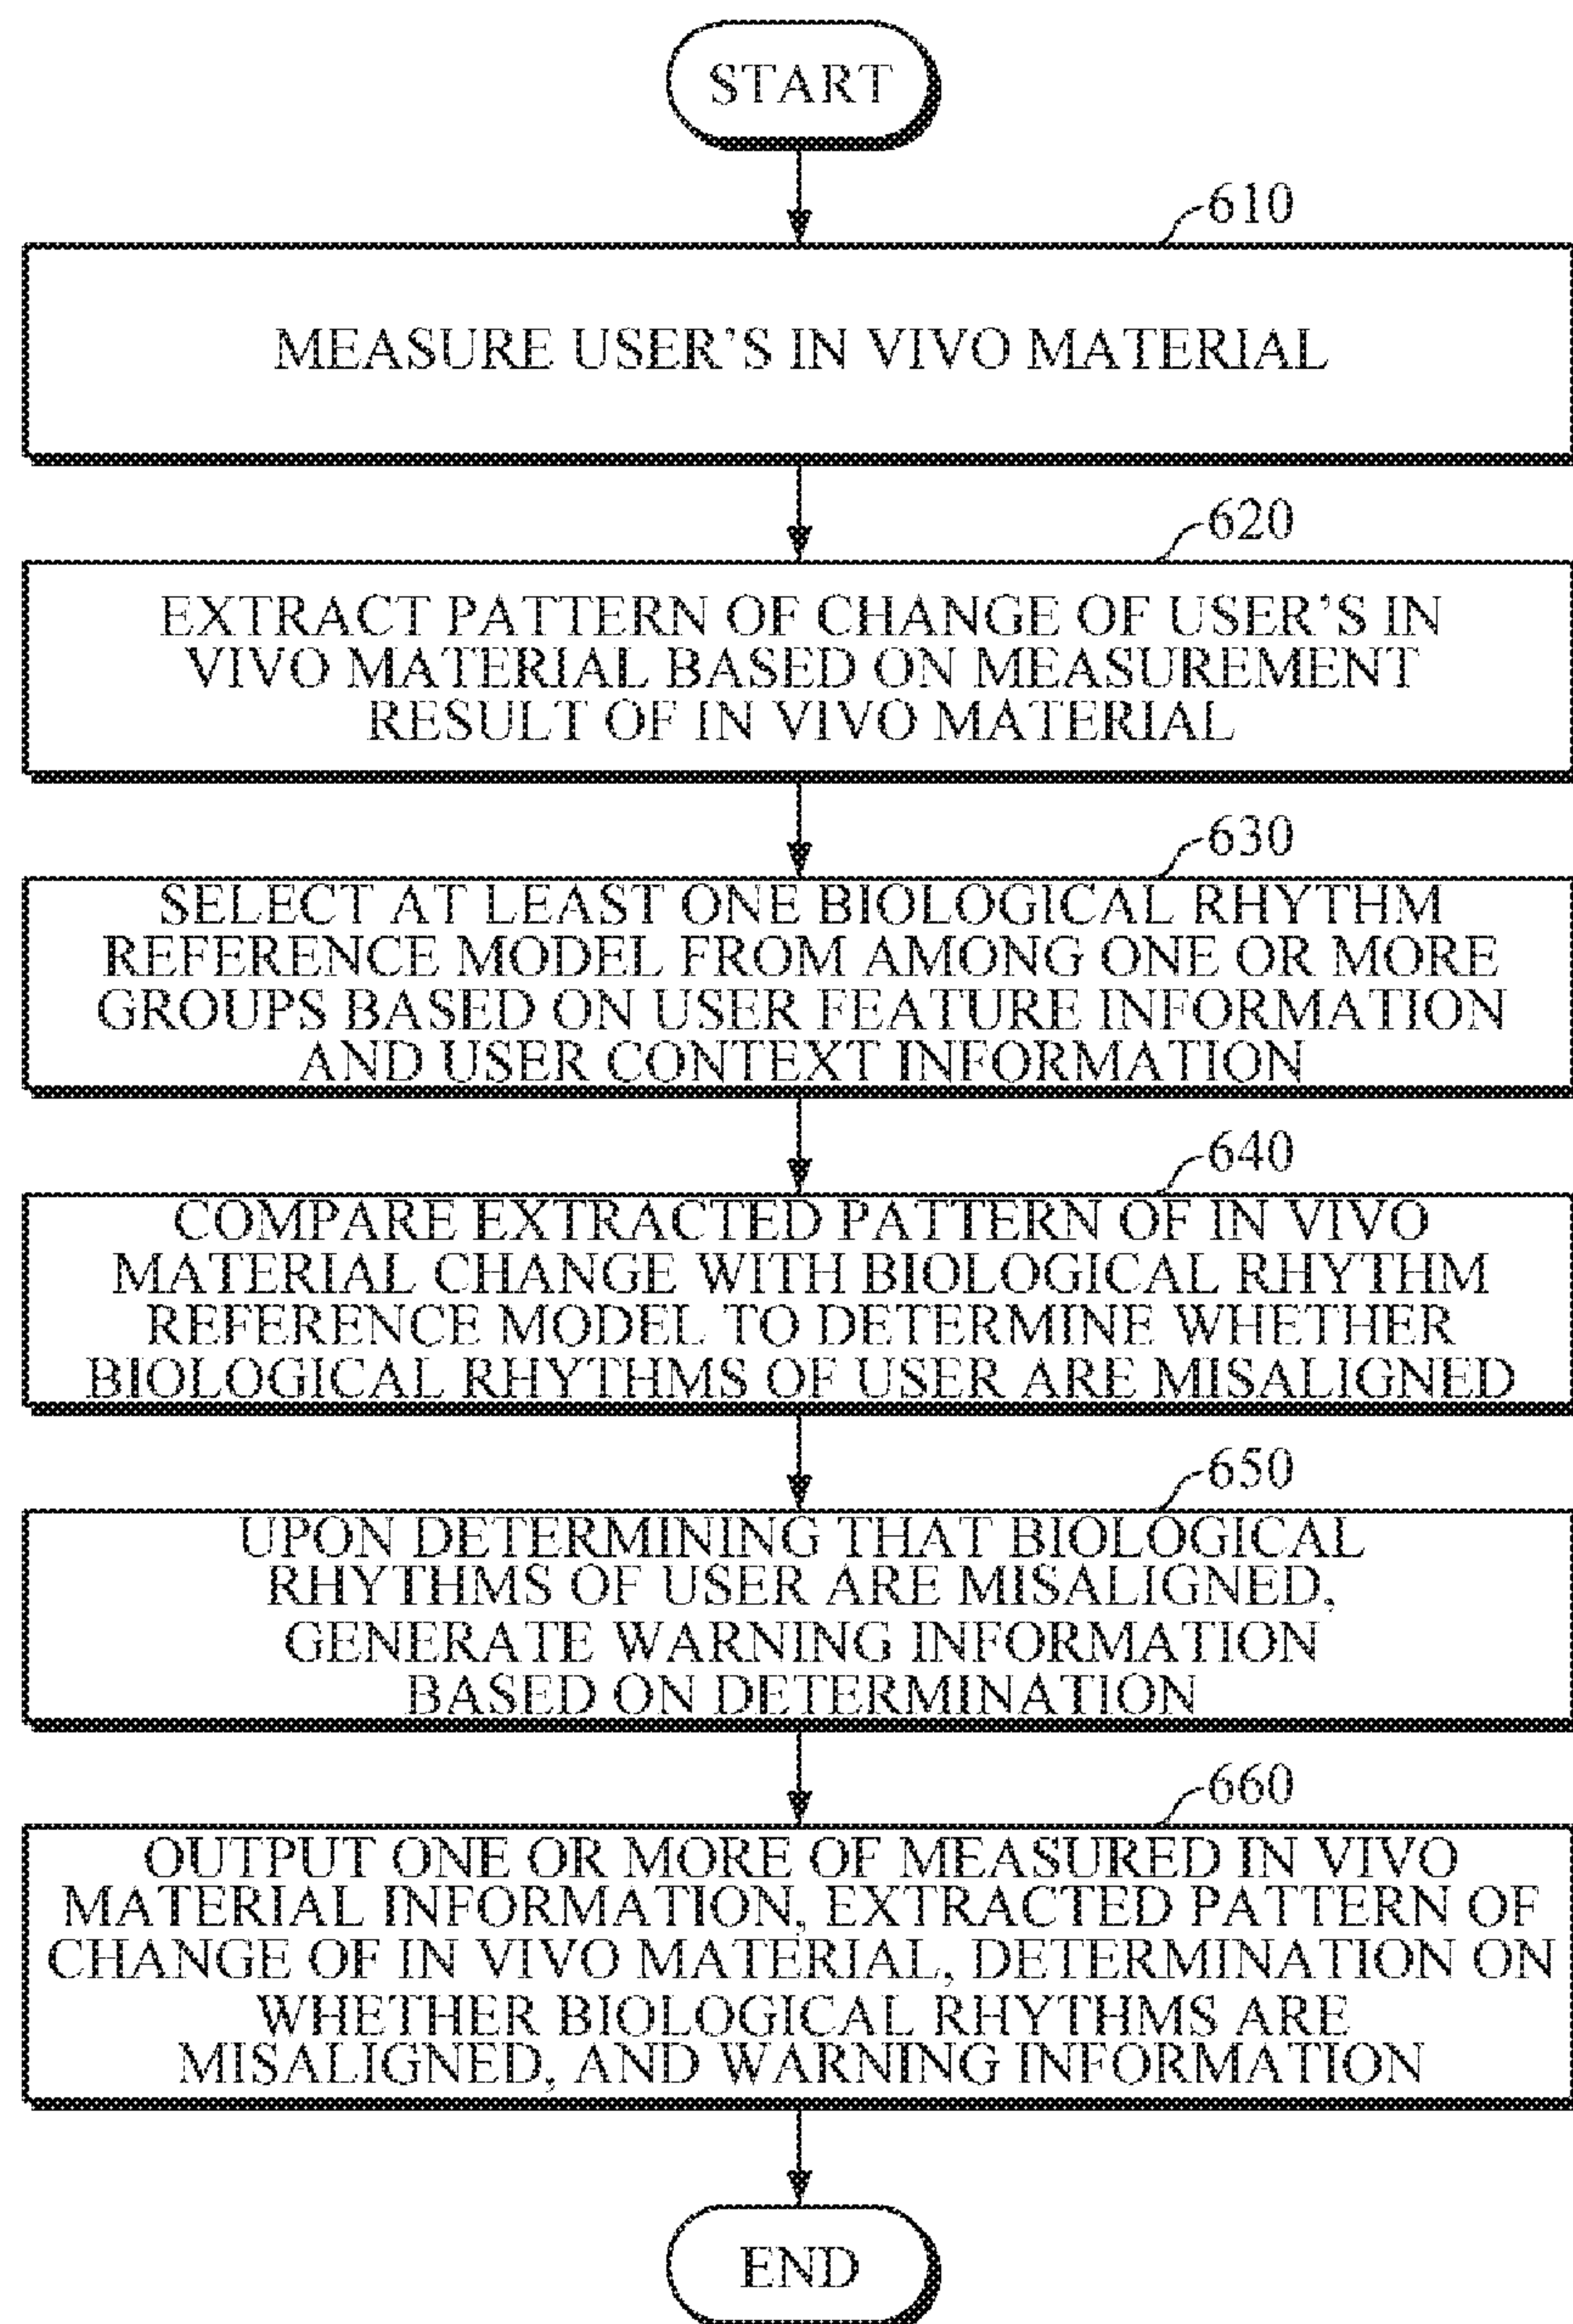 START
610
MEASURE USER'S IN VIVO MATERIAL
620
EXTRACT PATTERN OF CHANGE OF USER'S IN
VIVO MATERIAL BASED ON MEASUREMENT
RESULT OF IN VIVO MATERIAL
630
SELECT AT LEAST ONE BIOLOGICAL RHYTHM
REFERENCE MODEL FROM AMONG ONE OR MORE
GROUPS BASED ON USER FEATURE INFORMATION
AND USER CONTEXT INFORMATION
640
COMPARE EXTRACTED PATTERN OF IN VIVO
MATERIAL CHANGE WITH BIOLOGICAL RHYTHM
REFERENCE MODEL TO DETERMINE WHETHER
BIOLOGICAL RHYTHMS OF USER ARE MISALIGNED
650
UPON DETERMINING THAT BIOLOGICAL
RHYTHMS OF USER ARE MISALIGNED,
GENERATE WARNING INFORMATION
BASED ON DETERMINATION
660
OUTPUT ONE OR MORE OF MEASURED IN VIVO
MATERIAL INFORMATION, EXTRACTED PATTERN OF
CHANGE OF IN VIVO MATERIAL, DETERMINATION ON
WHETHER BIOLOGICAL RHYTHMS ARE
MISALIGNED, AND WARNING INFORMATION
END